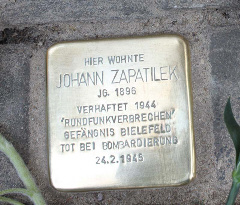 HIER WOHNTE
JOHANN ZAPATILEK
JG. 1896
VERHAFTET 1944
'RUNDFUNKVERBRECHEN'
GEFÄNGNIS BIELEFELD
TOT BEI BOMBARDIERUNG
24.2.1945